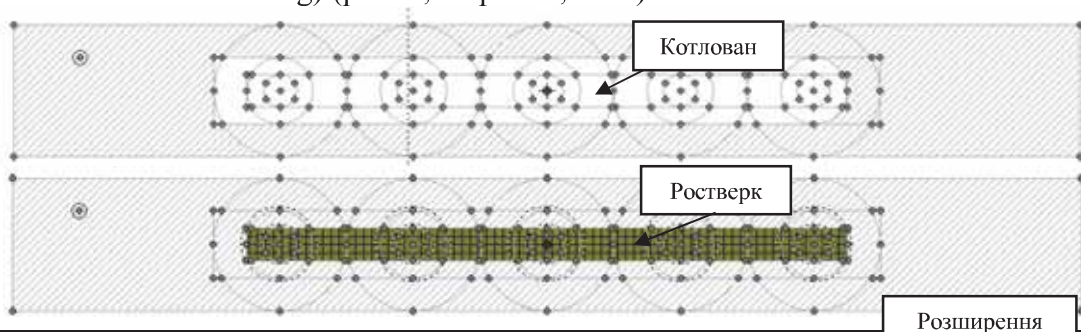 Котлован
Ростверк
Розширення